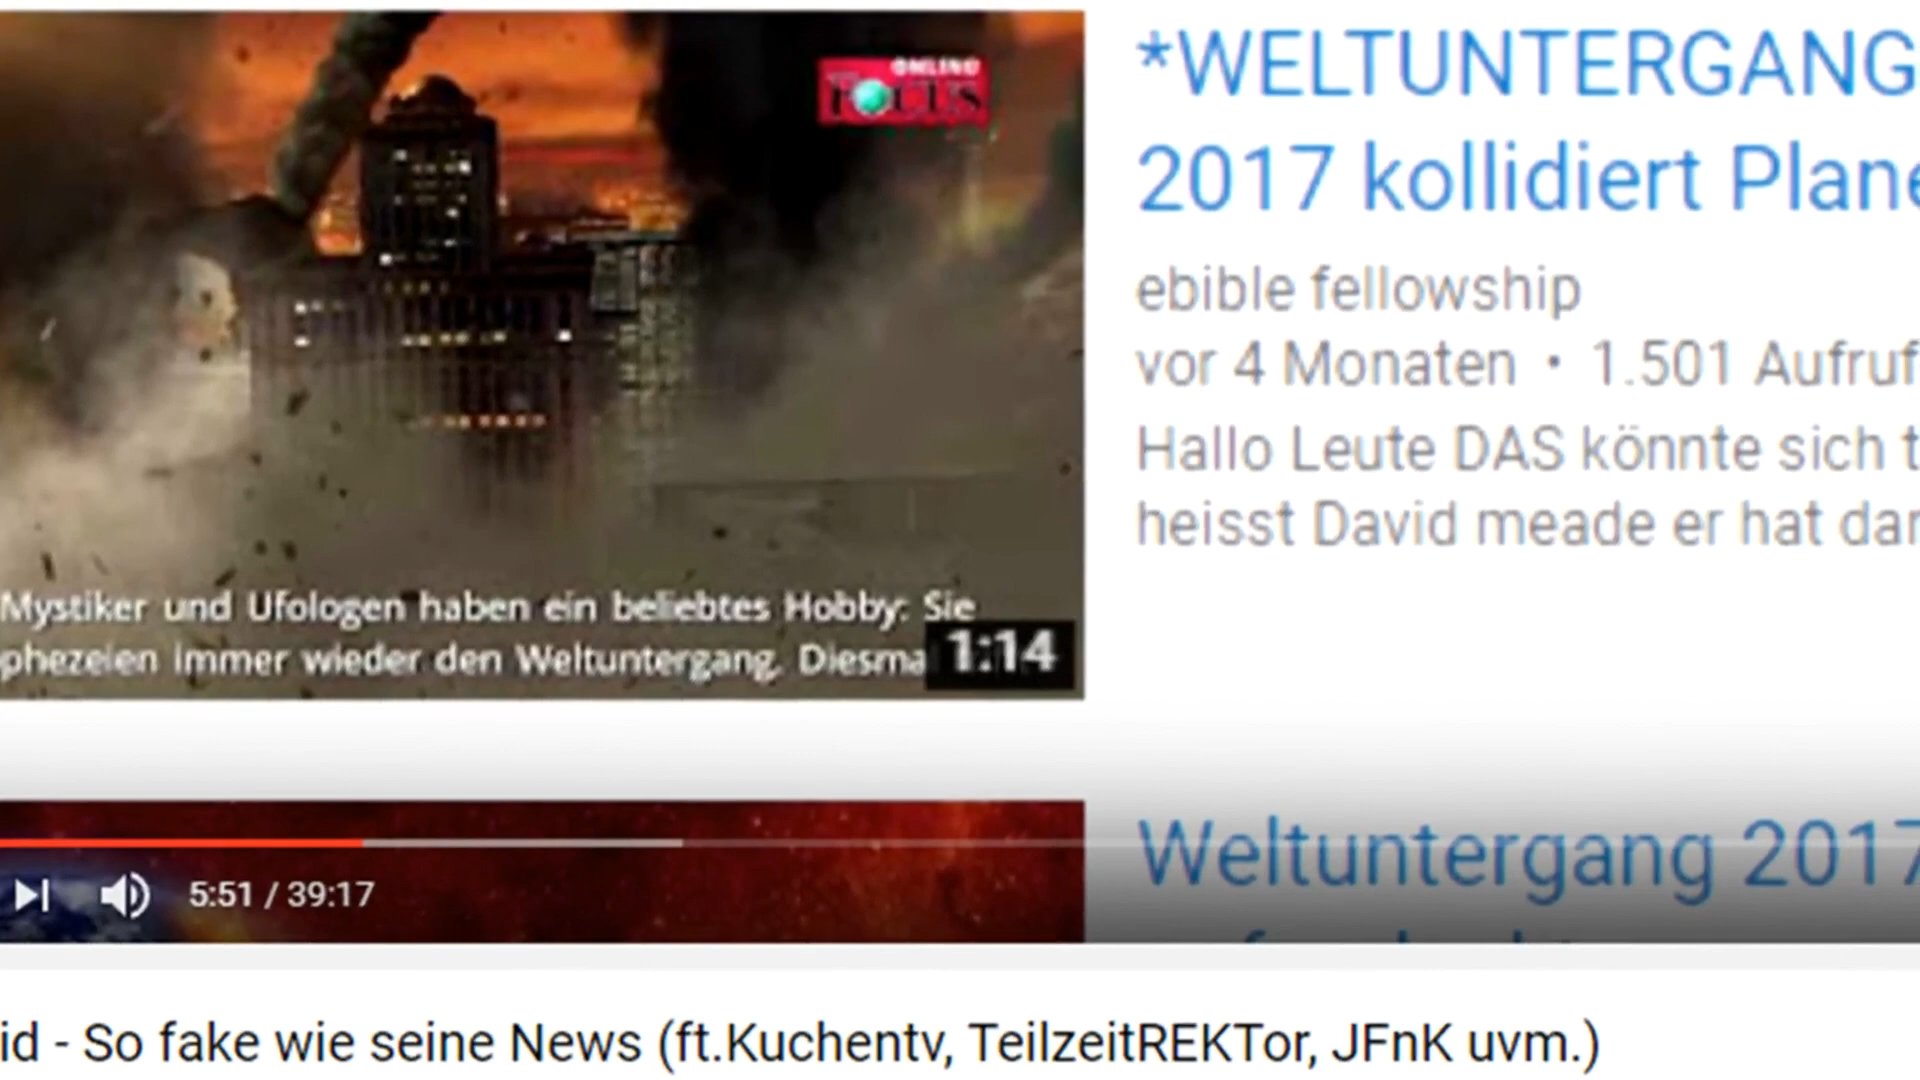 ONLINE
FOCUS
*WELTUNTERGANG
2017 kollidiert Plane
ebible fellowship
vor 4 Monaten • 1.501 Aufruf
Hallo Leute DAS könnte sich t
heisst David meade er hat dar
Mystiker und Ufologen haben ein beliebtes Hobby: Sie
phezeien immer wieder den Weltuntergang. Diesma
1:14
Weltuntergang 2017
5:51 / 39:17
id - So fake wie seine News (ft.Kuchentv, TeilzeitREKTor, JFnK uvm.)